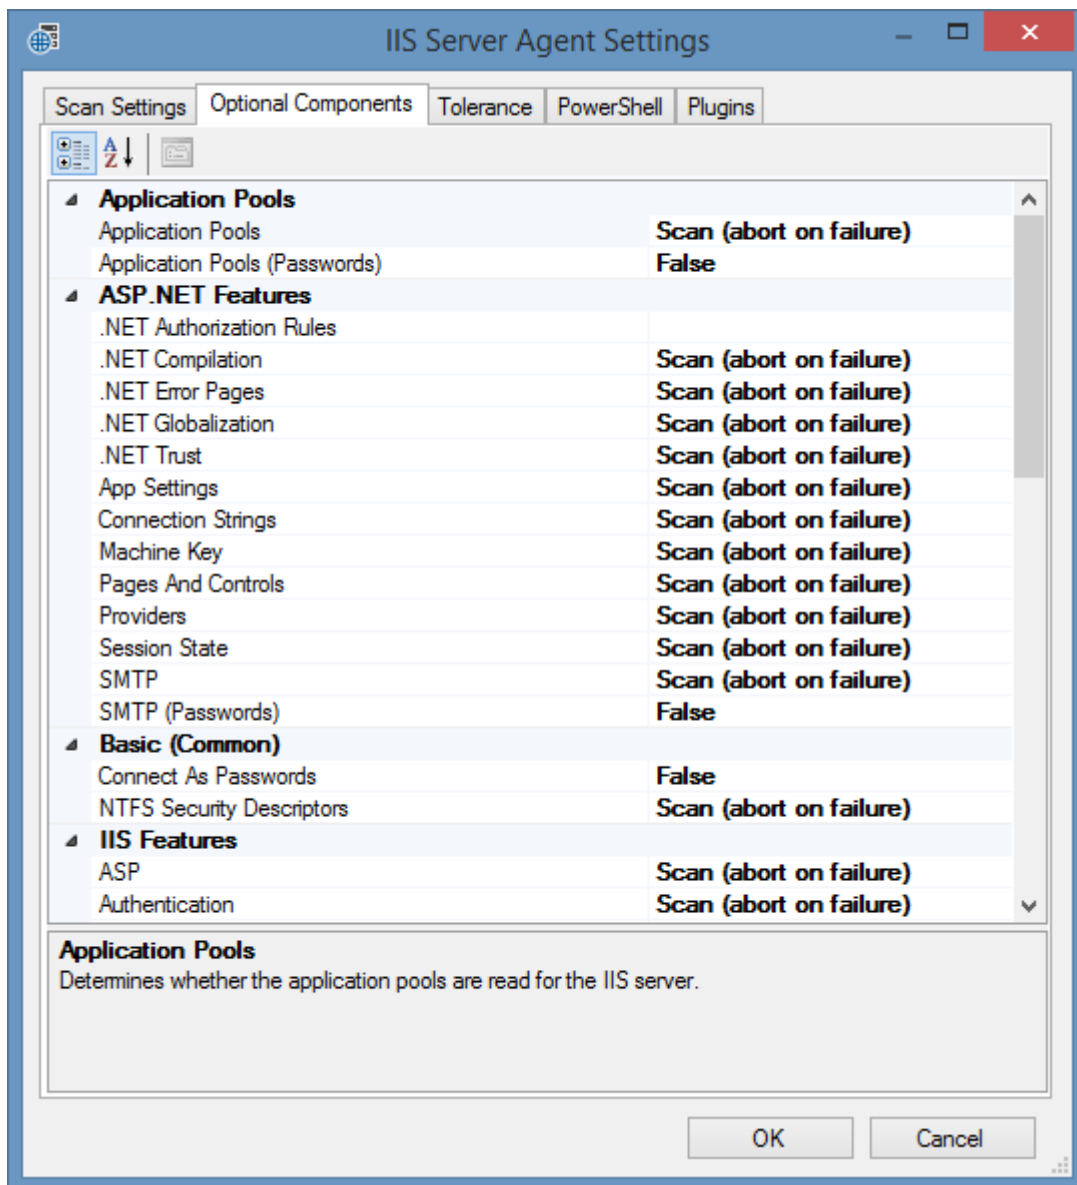 IIS Server Agent Settings
Scan Settings Optional Components Tolerance PowerShell Plugins
Application Pools
Application Pools Scan (abort on failure)
Application Pools (Passwords) False
ASP.NET Features
.NET Authorization Rules
.NET Compilation Scan (abort on failure)
.NET Error Pages Scan (abort on failure)
.NET Globalization Scan (abort on failure)
.NET Trust Scan (abort on failure)
App Settings Scan (abort on failure)
Connection Strings Scan (abort on failure)
Machine Key Scan (abort on failure)
Pages And Controls Scan (abort on failure)
Providers Scan (abort on failure)
Session State Scan (abort on failure)
SMTP Scan (abort on failure)
SMTP (Passwords) False
Basic (Common)
Connect As Passwords False
NTFS Security Descriptors Scan (abort on failure)
IIS Features
ASP Scan (abort on failure)
Authentication Scan (abort on failure)
Application Pools
Determines whether the application pools are read for the IIS server.
OK Cancel